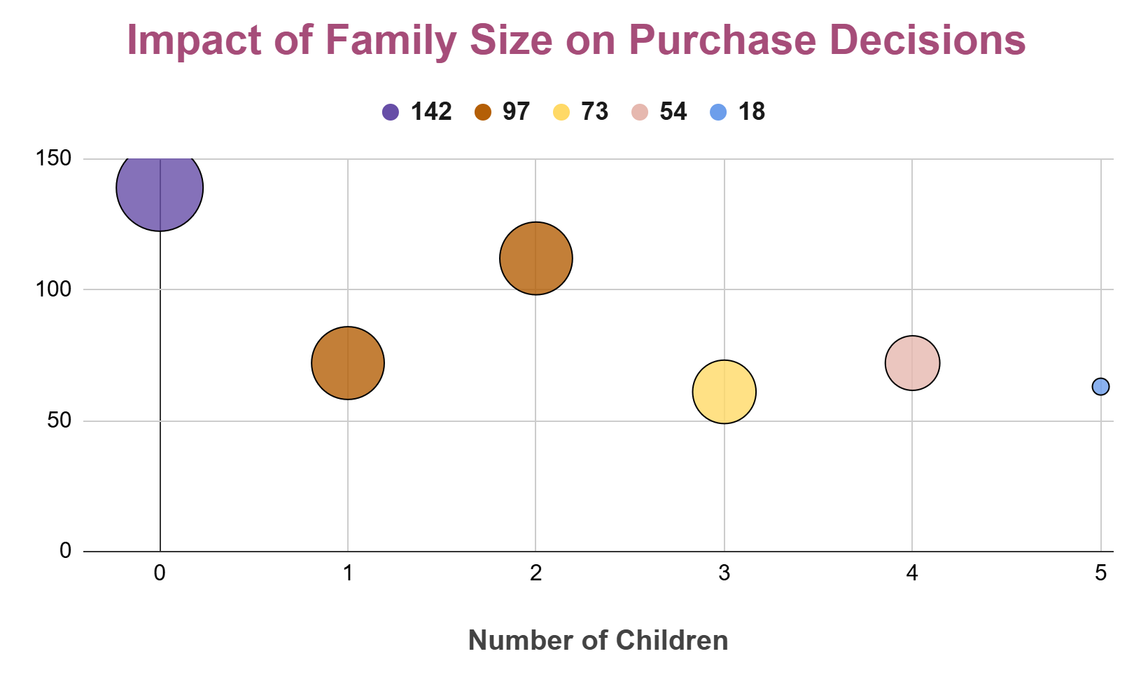 Impact of Family Size on Purchase Decisions
142 97 73 54 18
150
100
50
0
0 1 2 3 4 5
Number of Children